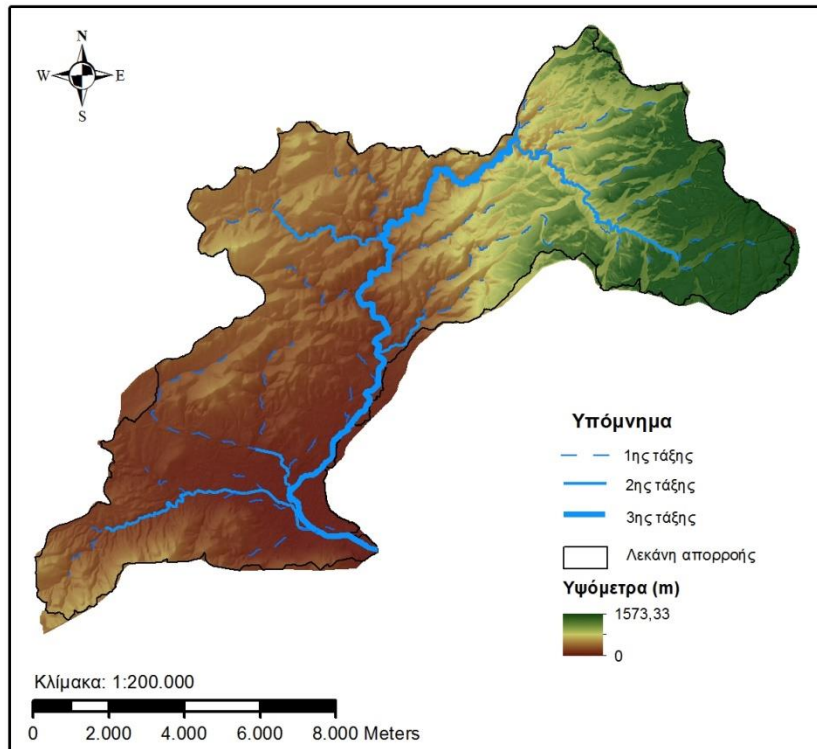 N
W E
S
Υπόμνημα
1ης τάξης
2ης τάξης
3ης τάξης
Λεκάνη απορροής
Υψόμετρα (m)
1573,33
0
Κλίμακα: 1:200.000
0 2.000 4.000 6.000 8.000 Meters